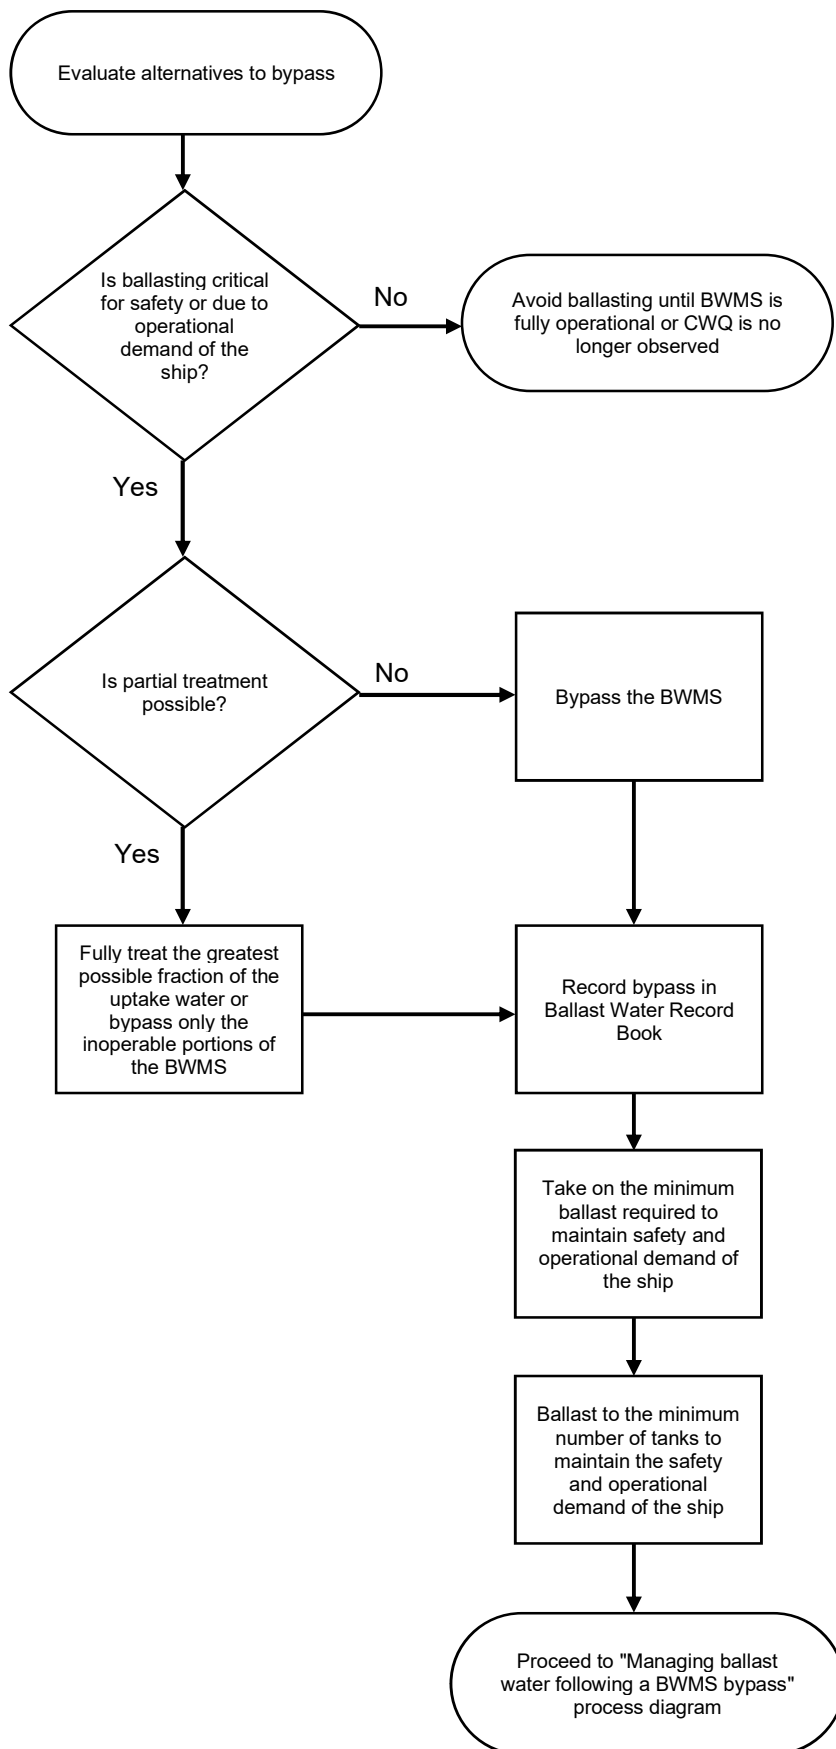 Evaluate alternatives to bypass
Is ballasting critical
for safety or due to
operational
demand of the
ship?
No
Avoid ballasting until BWMS is
fully operational or CWQ is no
longer observed
Yes
Is partial treatment
possible?
No
Bypass the BWMS
Yes
Fully treat the greatest
possible fraction of the
uptake water or
bypass only the
inoperable portions of
the BWMS
Record bypass in
Ballast Water Record
Book
Take on the minimum
ballast required to
maintain safety and
operational demand of
the ship
Ballast to the minimum
number of tanks to
maintain the safety
and operational
demand of the ship
Proceed to "Managing ballast
water following a BWMS bypass"
process diagram